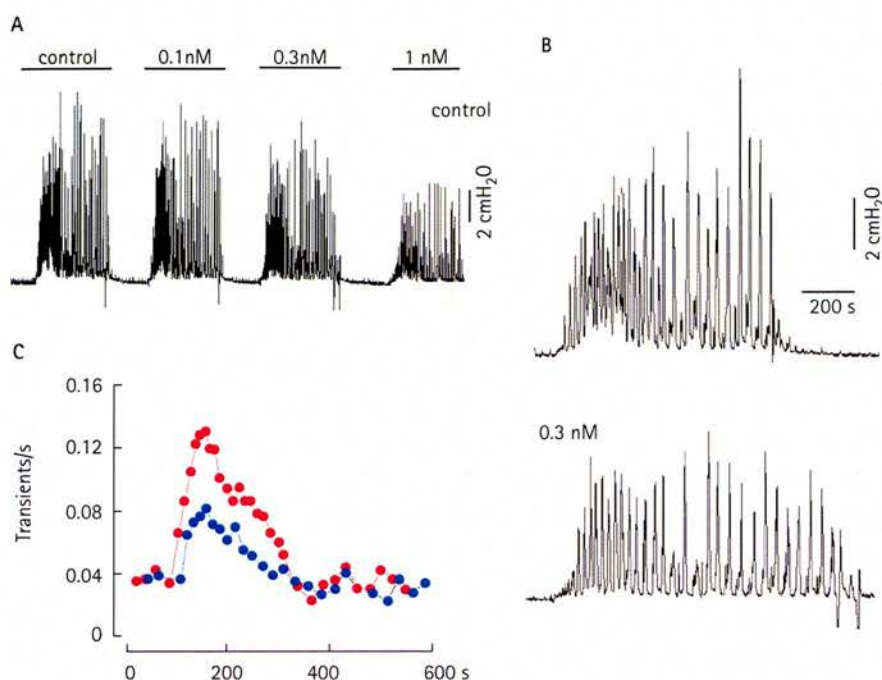 A
control 0.1nM 0.3nM 1 nM
control
2 cmH₂O
B
2 cmH₂O
200 s
0.3 nM
C
0.16
0.12
0.08
0.04
0
Transients/s
0 200 400 600 s